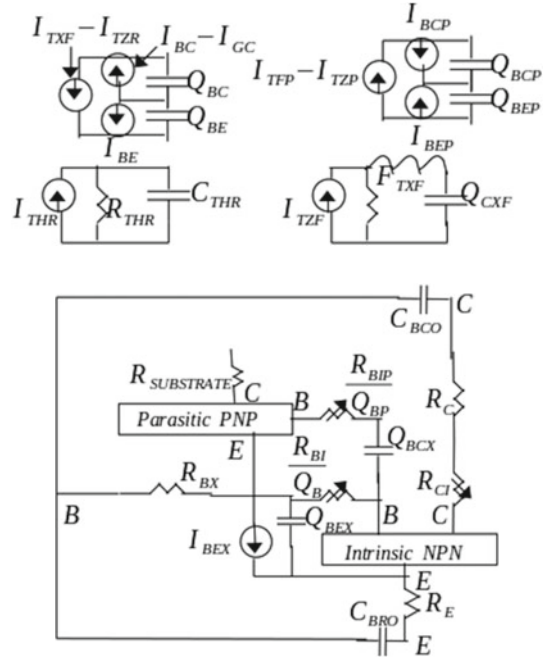 I_TXF − I_TZR
I_BC − I_GC
Q_BC
Q_BE
I_BE
I_BCP
I_TFP − I_TZP
Q_BCP
Q_BEP
I_BEP
I_THR
R_THR
C_THR
I_TZF
F_TXF
Q_CXF
C_BCO
C
R_SUBSTRATE
C
R_BIP
Q_BP
R_C
Parasitic PNP
B
Q_BCX
E
R_BI
Q_B
R_BX
R_CI
B
Q_BEX
B
C
I_BEX
Intrinsic NPN
E
C_BRO
R_E
E